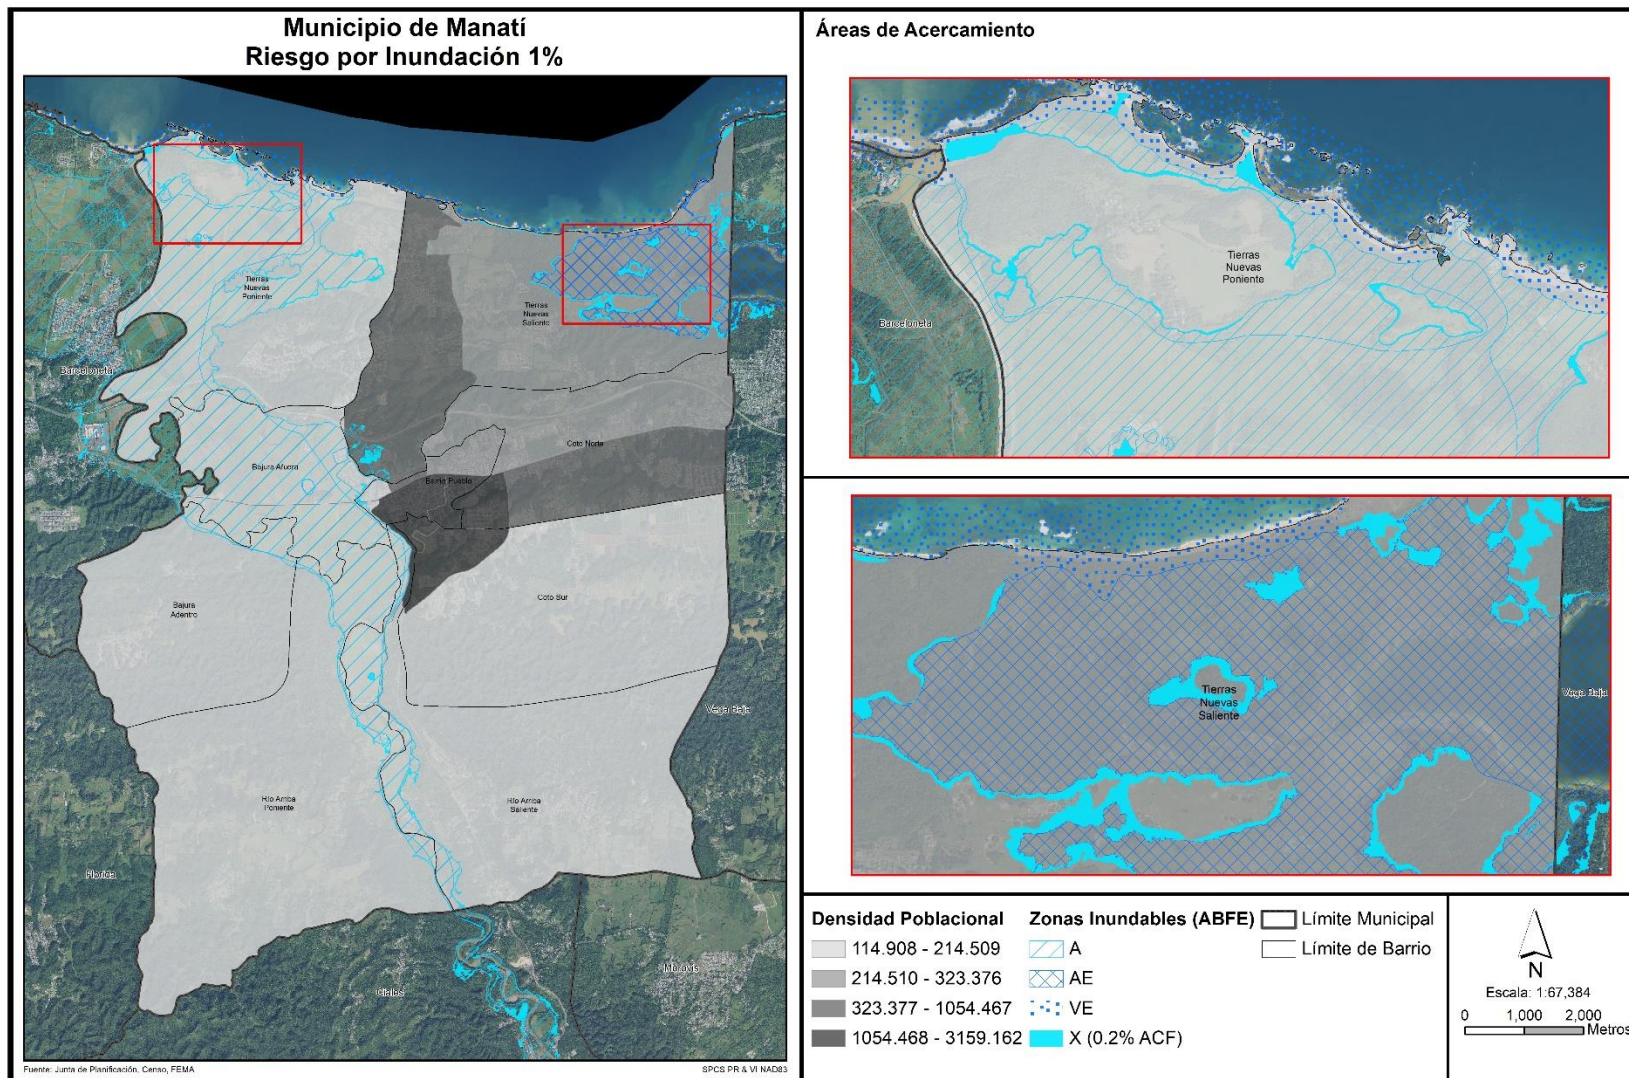 Municipio de Manatí
Riesgo por Inundación 1%
Tierras
Nuevas
Poniente
Tierras
Nuevas
Saliente
Barceloneta
Coto Norte
Bajura Afuera
Barrio Pueblo
Bajura
Adentro
Coto Sur
Vega Baja
Río Arriba
Poniente
Río Arriba
Saliente
Florida
Ciales
Morovis
Fuente: Junta de Planificación, Censo, FEMA
SPCS PR & VI NAD83
Áreas de Acercamiento
Tierras
Nuevas
Poniente
Barceloneta
Tierras
Nuevas
Saliente
Vega Baja
Densidad Poblacional
114.908 - 214.509
214.510 - 323.376
323.377 - 1054.467
1054.468 - 3159.162
Zonas Inundables (ABFE)
A
AE
VE
X (0.2% ACF)
Límite Municipal
Límite de Barrio
N
Escala: 1:67,384
0 1,000 2,000
Metros